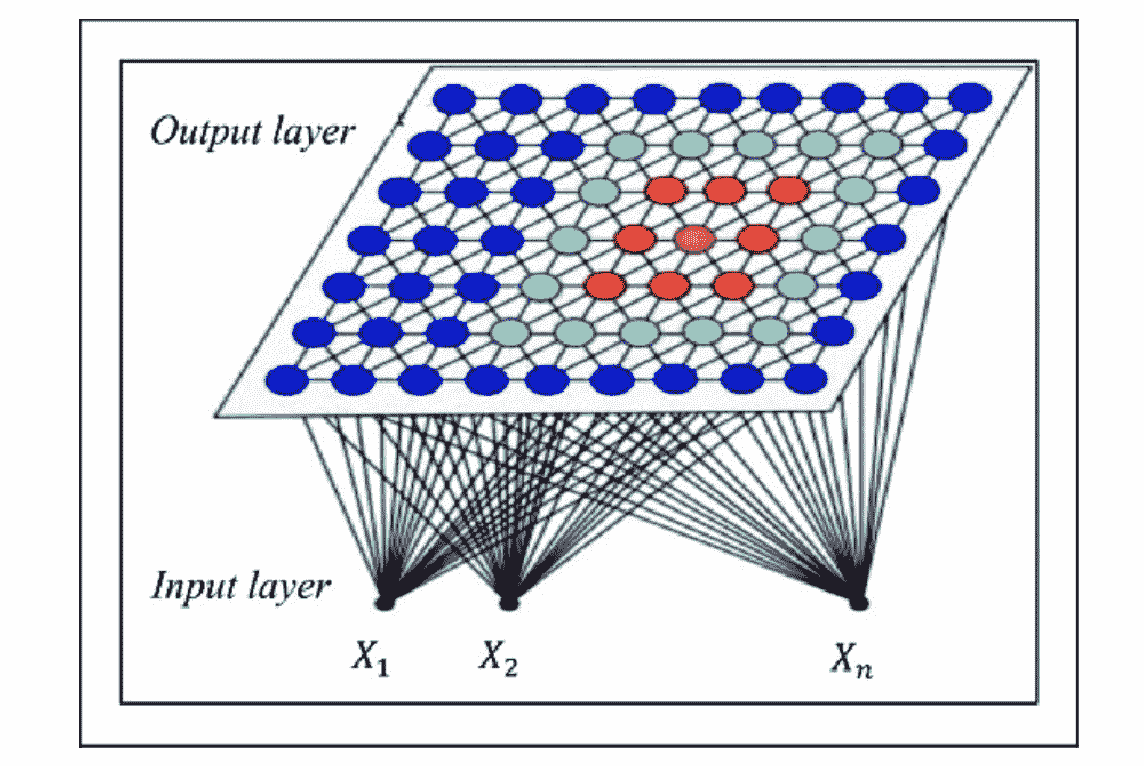 Output layer
Input layer
X₁ X₂ Xₙ